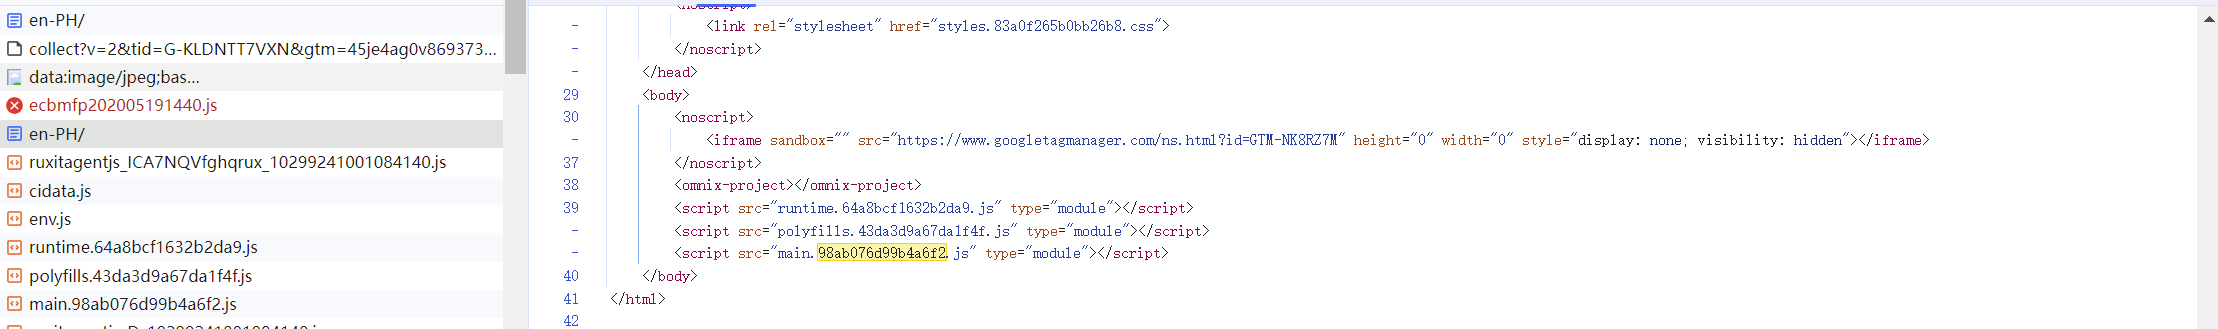 en-PH/
collect?v=2&tid=G-KLDNTT7VXN&gtm=45je4ag0v869373...
data:image/jpeg;bas...
ecbmfp202005191440.js
en-PH/
ruxitagentjs_ICA7NQVfghqrux_10299241001084140.js
cidata.js
env.js
runtime.64a8bcf1632b2da9.js
polyfills.43da3d9a67da1f4f.js
main.98ab076d99b4a6f2.js
- <link rel="stylesheet" href="styles.83a0f265b0bb26b8.css">
- </noscript>
- </head>
29 <body>
30 <noscript>
- <iframe sandbox="" src="https://www.googletagmanager.com/ns.html?id=GTM-NK8RZ7M" height="0" width="0" style="display: none; visibility: hidden"></iframe>
37 </noscript>
38 <omnix-project></omnix-project>
39 <script src="runtime.64a8bcf1632b2da9.js" type="module"></script>
- <script src="polyfills.43da3d9a67da1f4f.js" type="module"></script>
- <script src="main.98ab076d99b4a6f2.js" type="module"></script>
40 </body>
41 </html>
42